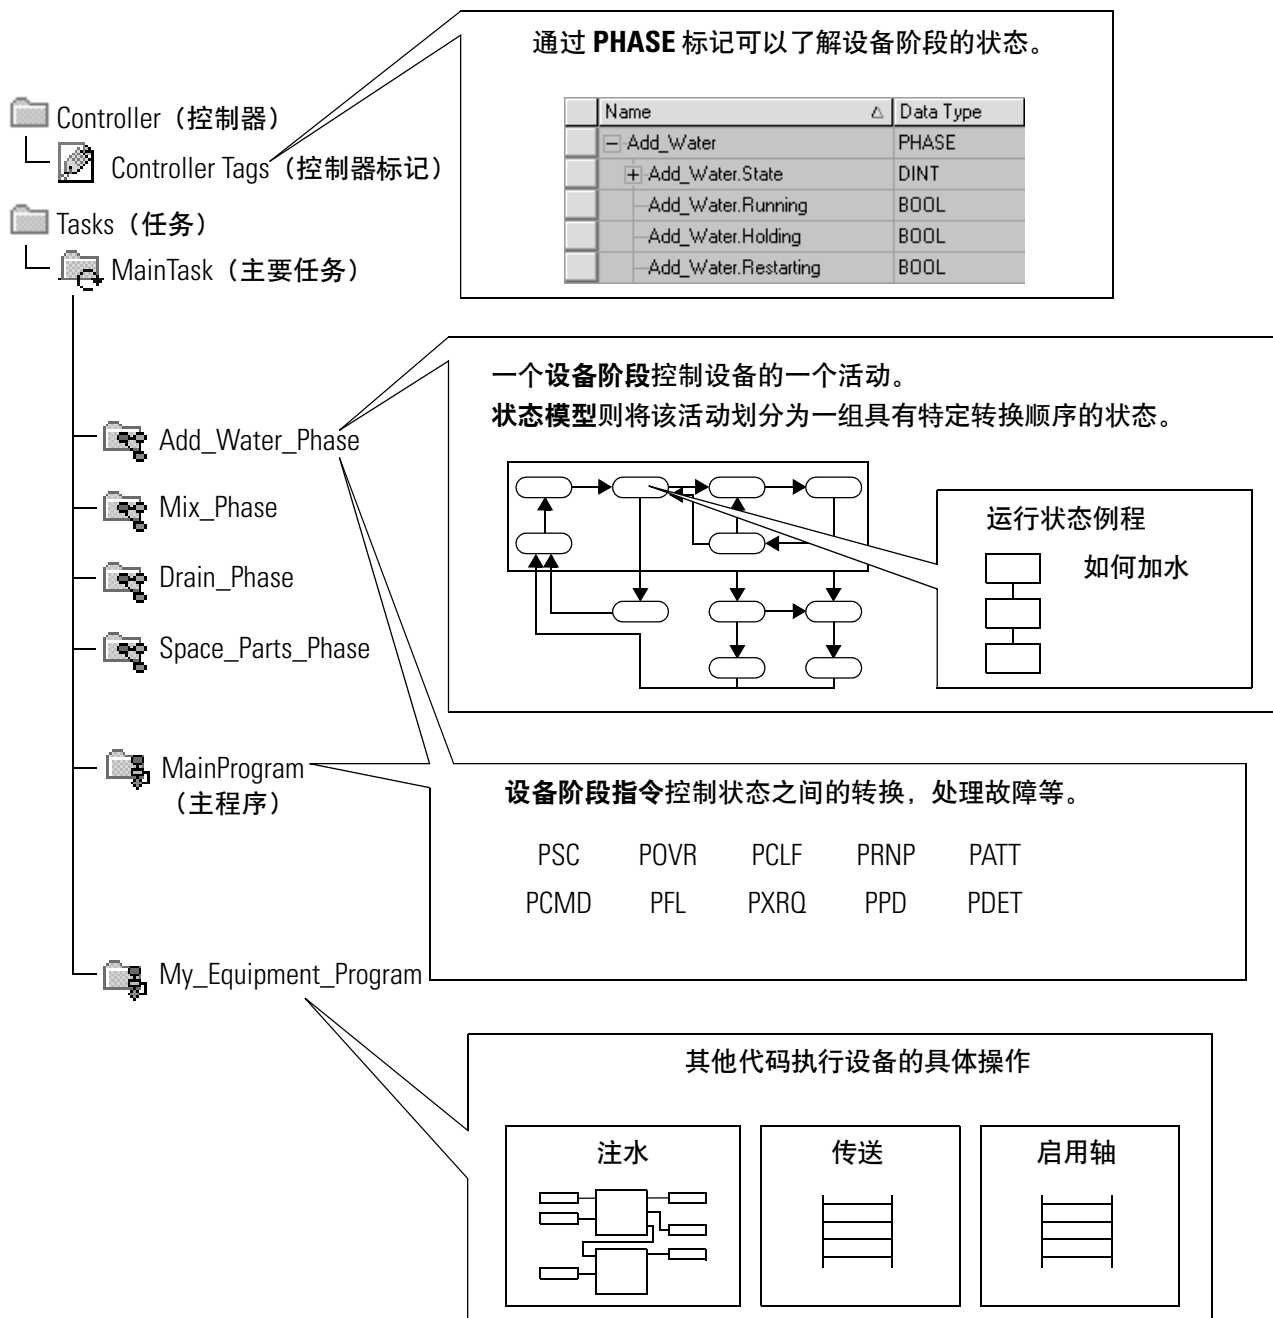 通过 PHASE 标记可以了解设备阶段的状态。
Name Data Type
Add_Water PHASE
Add_Water.State DINT
Add_Water.Running BOOL
Add_Water.Holding BOOL
Add_Water.Restarting BOOL
Controller（控制器）
Controller Tags（控制器标记）
Tasks（任务）
MainTask（主要任务）
一个设备阶段控制设备的一个活动。
状态模型则将该活动划分为一组具有特定转换顺序的状态。
Add_Water_Phase
Mix_Phase
Drain_Phase
Space_Parts_Phase
运行状态例程
如何加水
MainProgram
（主程序）
设备阶段指令控制状态之间的转换，处理故障等。
PSC POVR PCLF PRNP PATT
PCMD PFL PXRQ PPD PDET
My_Equipment_Program
其他代码执行设备的具体操作
注水 传送 启用轴